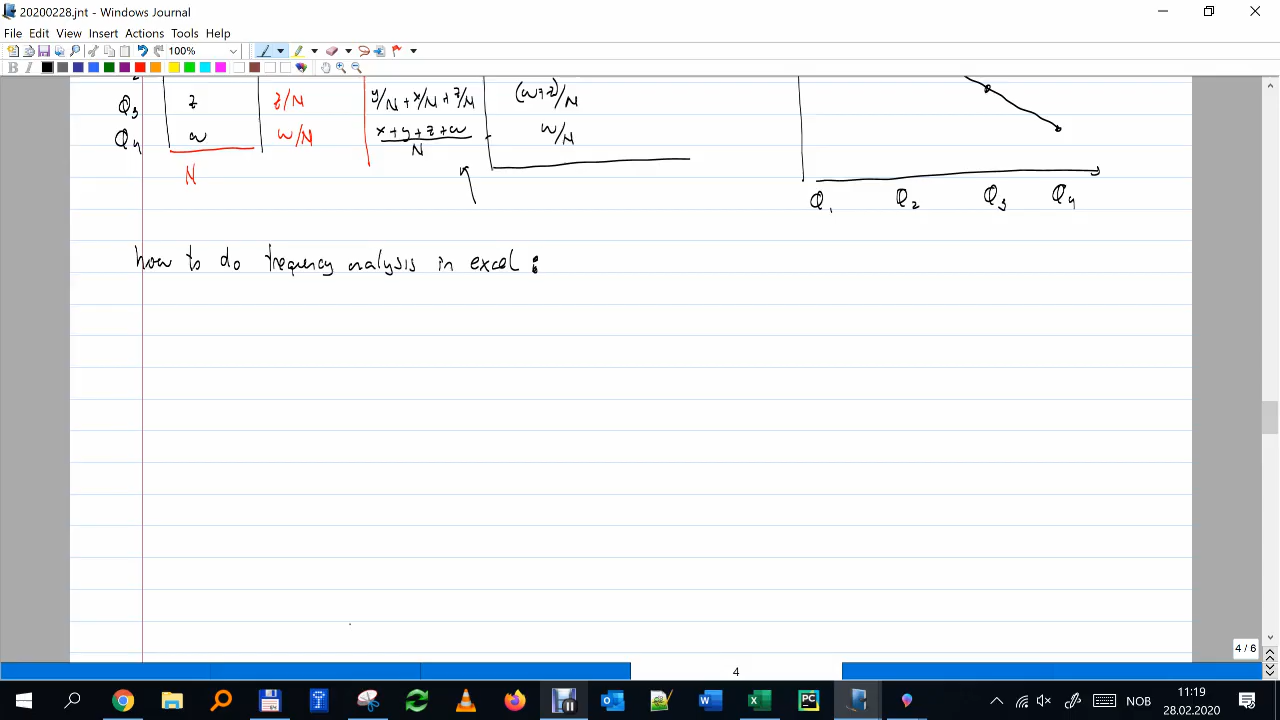 20200228.jnt - Windows Journal
File Edit View Insert Actions Tools Help
100%
B I
Q3 z z/N y/N + x/N + z/N (w+z)/N
Q4 w w/N x+y+z+w w/N
N
N
Q1 Q2 Q3 Q4
how to do frequency analysis in excel :
4 / 6
4
NOB
11:19
28.02.2020